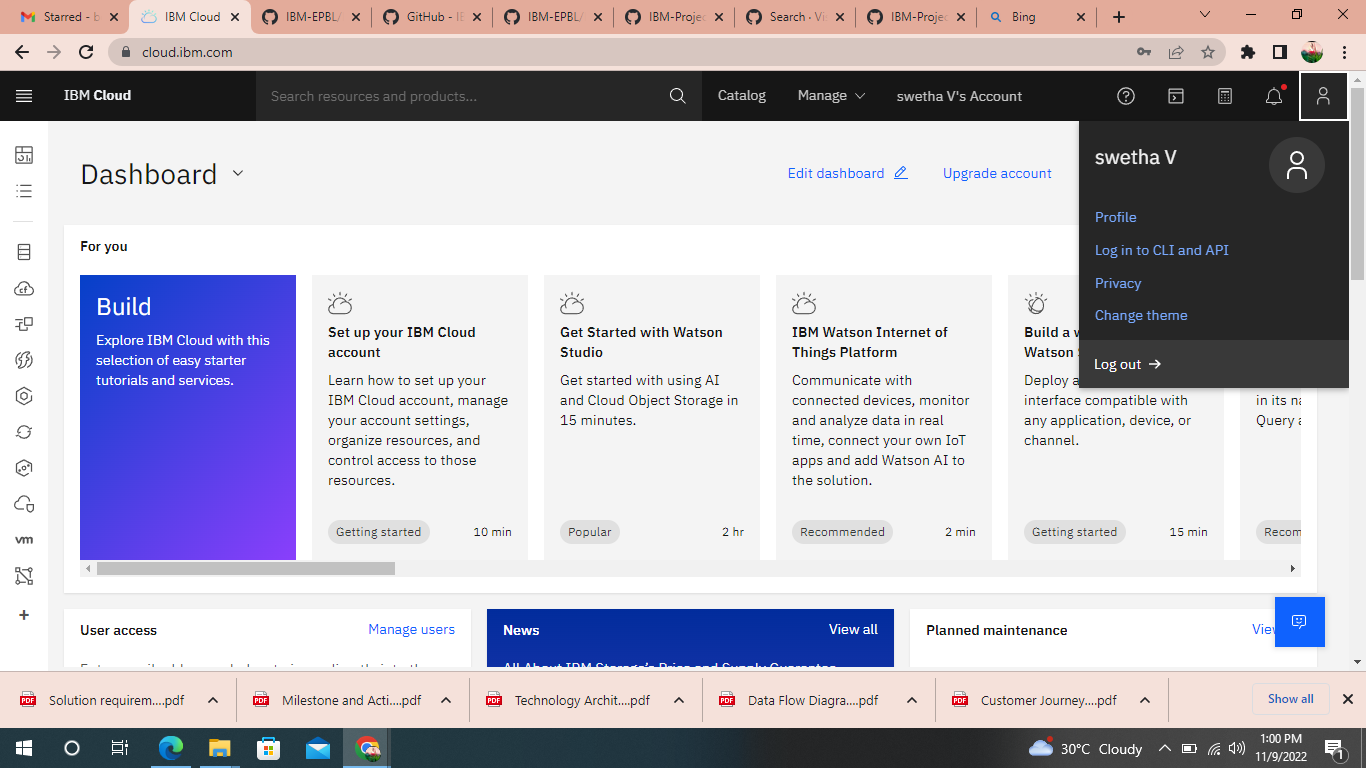 Starred - b
IBM Cloud
IBM-EPBL/
GitHub - IE
IBM-EPBL/
IBM-Projec
Search · Vi
IBM-Projec
Bing
cloud.ibm.com
IBM Cloud
Search resources and products...
Catalog
Manage
swetha V's Account
Dashboard
Edit dashboard
Upgrade account
swetha V
Profile
Log in to CLI and API
Privacy
Change theme
Log out
For you
Build
Explore IBM Cloud with this
selection of easy starter
tutorials and services.
Set up your IBM Cloud
account
Learn how to set up your
IBM Cloud account, manage
your account settings,
organize resources, and
control access to those
resources.
Getting started
10 min
Get Started with Watson
Studio
Get started with using AI
and Cloud Object Storage in
15 minutes.
Popular
2 hr
IBM Watson Internet of
Things Platform
Communicate with
connected devices, monitor
and analyze data in real
time, connect your own IoT
apps and add Watson AI to
the solution.
Recommended
2 min
Build a
Watson
Deploy a
interface compatible with
any application, device, or
channel.
Getting started
15 min
in its
Query
Recom
cf
vm
User access
Manage users
News
View all
All About IBM Storage's Price and Supply Guarantee
Planned maintenance
View
Solution requirem....pdf
Milestone and Acti....pdf
Technology Archit....pdf
Data Flow Diagra....pdf
Customer Journey....pdf
Show all
30°C Cloudy
1:00 PM
11/9/2022
1